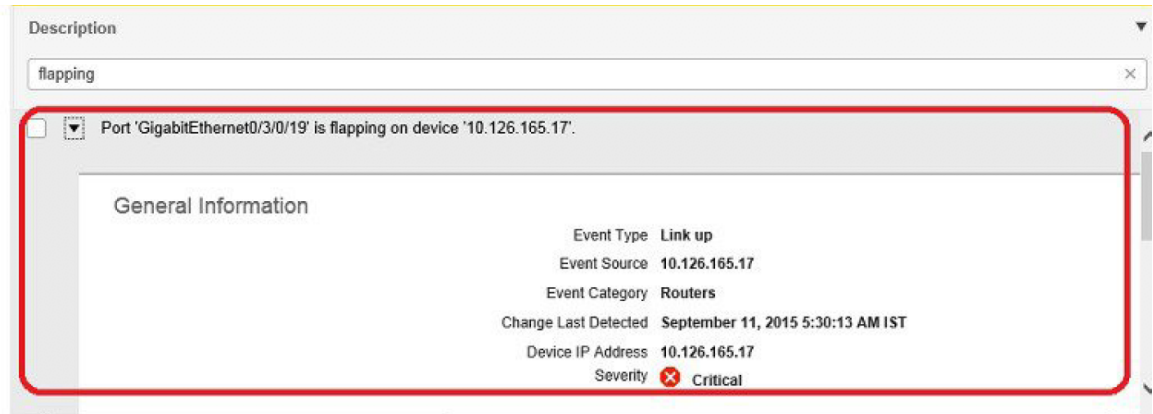 Description
flapping
Port 'GigabitEthernet0/3/0/19' is flapping on device '10.126.165.17'.
General Information
Event Type Link up
Event Source 10.126.165.17
Event Category Routers
Change Last Detected September 11, 2015 5:30:13 AM IST
Device IP Address 10.126.165.17
Severity Critical